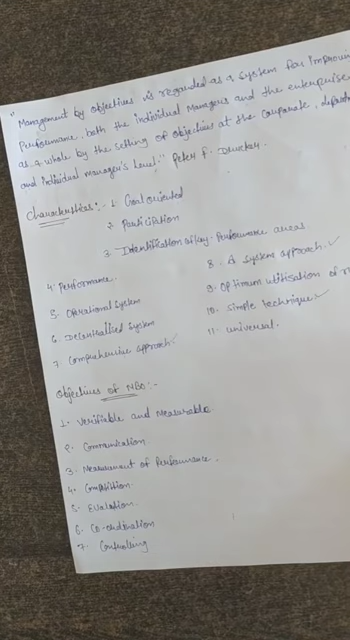 "Management by objectives is regarded as a system for improving
Performance both the individual Managers and the enterprise
as a whole by the setting of objectives at the corporate,
and individual manager's level." Peter F. Drucker.
Characteristics:- 1. Goal oriented
2. Participation
3. Identification of key Performance areas
4. Performance.
5. Operational System
6. Decentralised System
7. Comprehensive approach.
8. A System approach.
9. Optimum utilisation of
10. Simple technique
11. universal.
Objectives of MBO:-
1. Verifiable and Measurable
2. Communication.
3. Measurement of Performance.
4. Competition.
5. Evaluation.
6. Co-ordination
7. Controlling